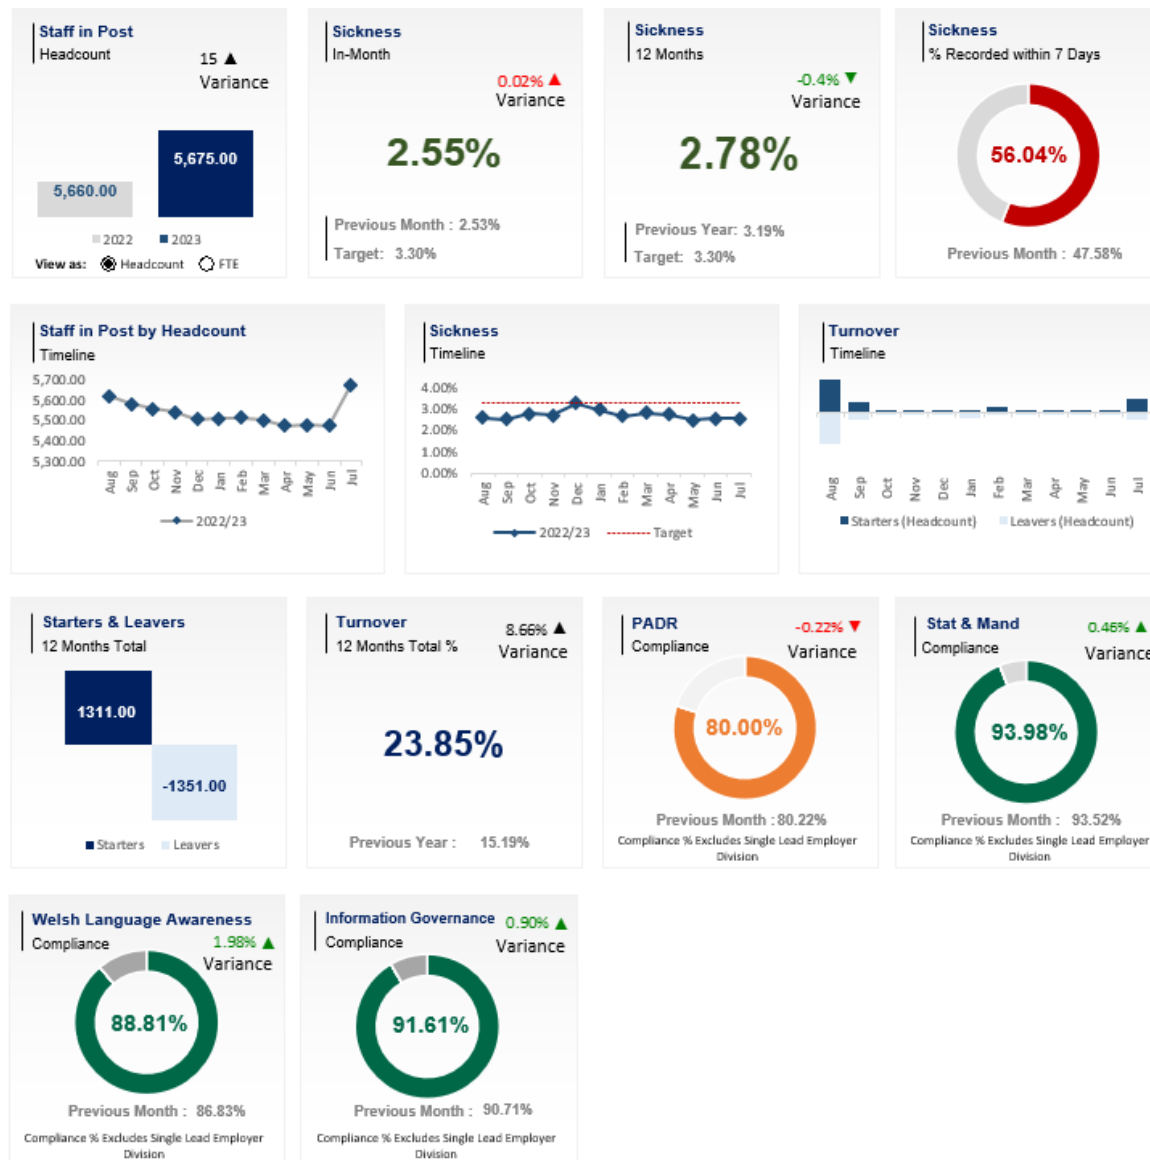 Staff in Post
Headcount
15 ▲
Variance
5,675.00
5,660.00
2022 2023
View as: Headcount FTE
Sickness
In-Month
0.02% ▲
Variance
2.55%
Previous Month : 2.53%
Target: 3.30%
Sickness
12 Months
-0.4% ▼
Variance
2.78%
Previous Year: 3.19%
Target: 3.30%
Sickness
% Recorded within 7 Days
56.04%
Previous Month : 47.58%
Staff in Post by Headcount
Timeline
5,700.00
5,600.00
5,500.00
5,400.00
5,300.00
Aug Sep Oct Nov Dec Jan Feb Mar Apr May Jun Jul
2022/23
Sickness
Timeline
4.00%
3.00%
2.00%
1.00%
0.00%
Aug Sep Oct Nov Dec Jan Feb Mar Apr May Jun Jul
2022/23 Target
Turnover
Timeline
Aug Sep Oct Nov Dec Jan Feb Mar Apr May Jun Jul
Starters (Headcount) Leavers (Headcount)
Starters & Leavers
12 Months Total
1311.00
-1351.00
Starters Leavers
Turnover
12 Months Total %
8.66% ▲
Variance
23.85%
Previous Year : 15.19%
PADR
Compliance
-0.22% ▼
Variance
80.00%
Previous Month : 80.22%
Compliance % Excludes Single Lead Employer
Division
Stat & Mand
Compliance
0.46% ▲
Variance
93.98%
Previous Month : 93.52%
Compliance % Excludes Single Lead Employer
Division
Welsh Language Awareness
Compliance
1.98% ▲
Variance
88.81%
Previous Month : 86.83%
Compliance % Excludes Single Lead Employer
Division
Information Governance
Compliance
0.90% ▲
Variance
91.61%
Previous Month : 90.71%
Compliance % Excludes Single Lead Employer
Division